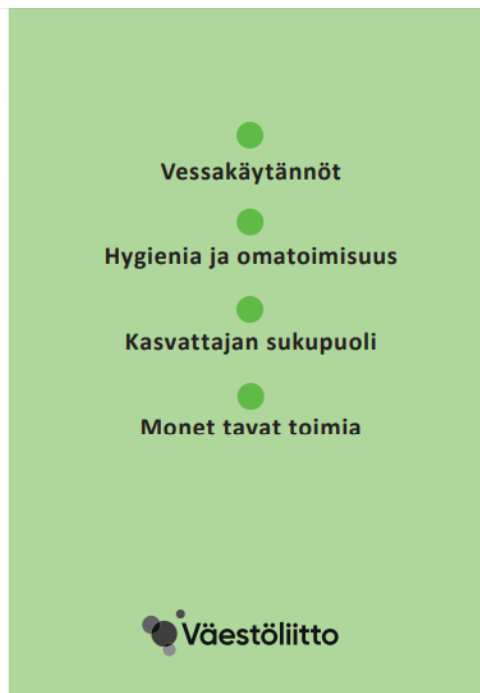 Vessakäytännöt
Hygienia ja omatoimisuus
Kasvattajan sukupuoli
Monet tavat toimia
Väestöliitto